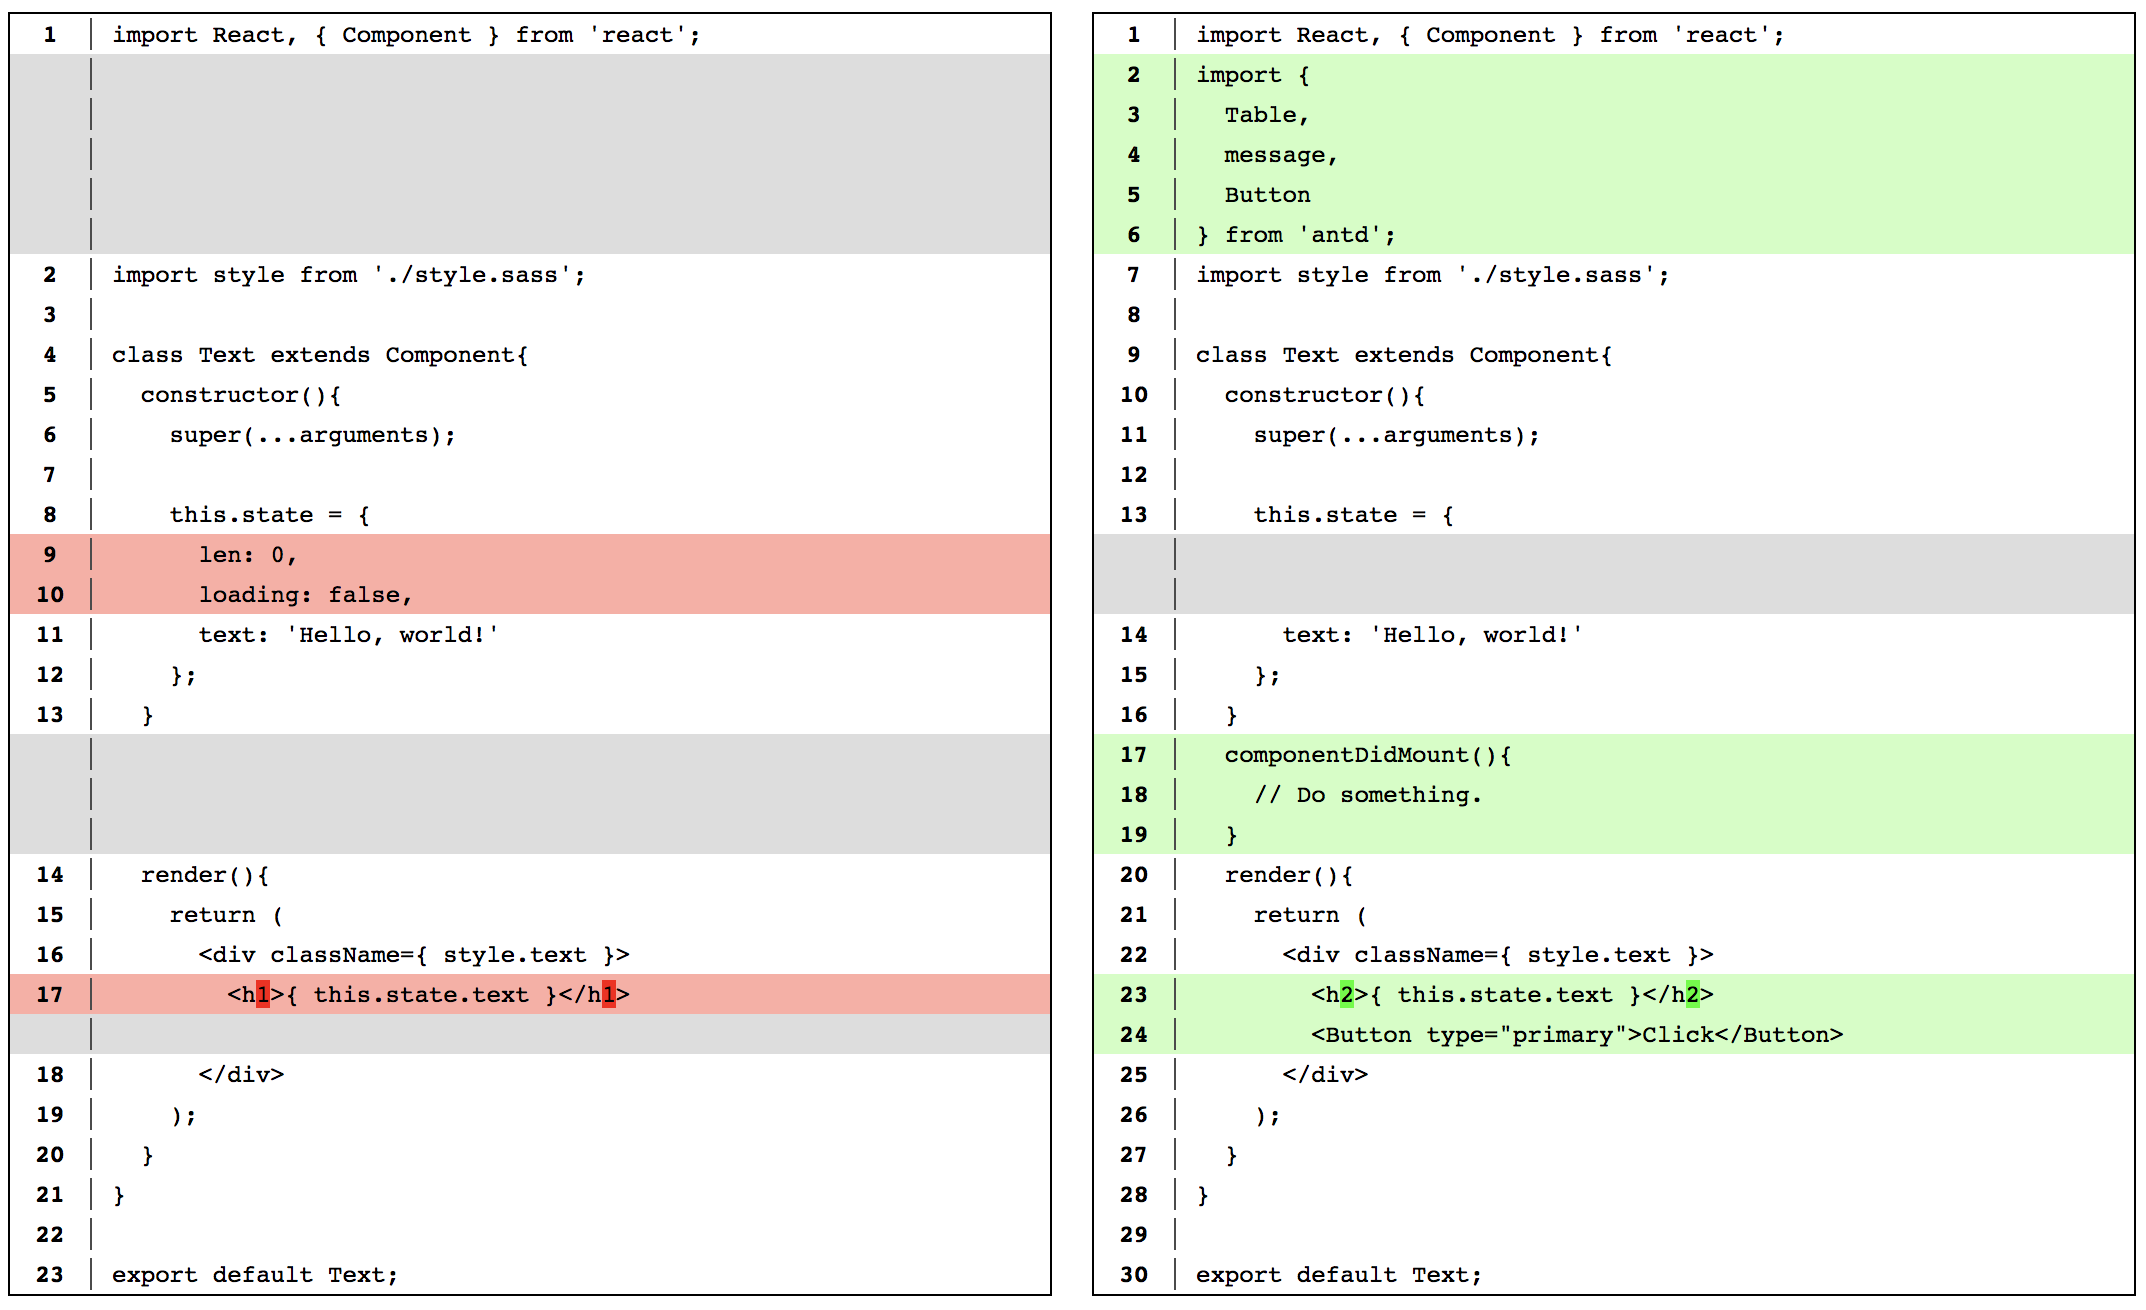 1 import React, { Component } from 'react';
2 import style from './style.sass';
3
4 class Text extends Component{
5   constructor(){
6     super(...arguments);
7
8     this.state = {
9       len: 0,
10       loading: false,
11       text: 'Hello, world!'
12     };
13   }
14   render(){
15     return (
16       <div className={ style.text }>
17         <h1>{ this.state.text }</h1>
18       </div>
19     );
20   }
21 }
22
23 export default Text;
1 import React, { Component } from 'react';
2 import {
3   Table,
4   message,
5   Button
6 } from 'antd';
7 import style from './style.sass';
8
9 class Text extends Component{
10   constructor(){
11     super(...arguments);
12
13     this.state = {
14       text: 'Hello, world!'
15     };
16   }
17   componentDidMount(){
18     // Do something.
19   }
20   render(){
21     return (
22       <div className={ style.text }>
23         <h2>{ this.state.text }</h2>
24         <Button type="primary">Click</Button>
25       </div>
26     );
27   }
28 }
29
30 export default Text;